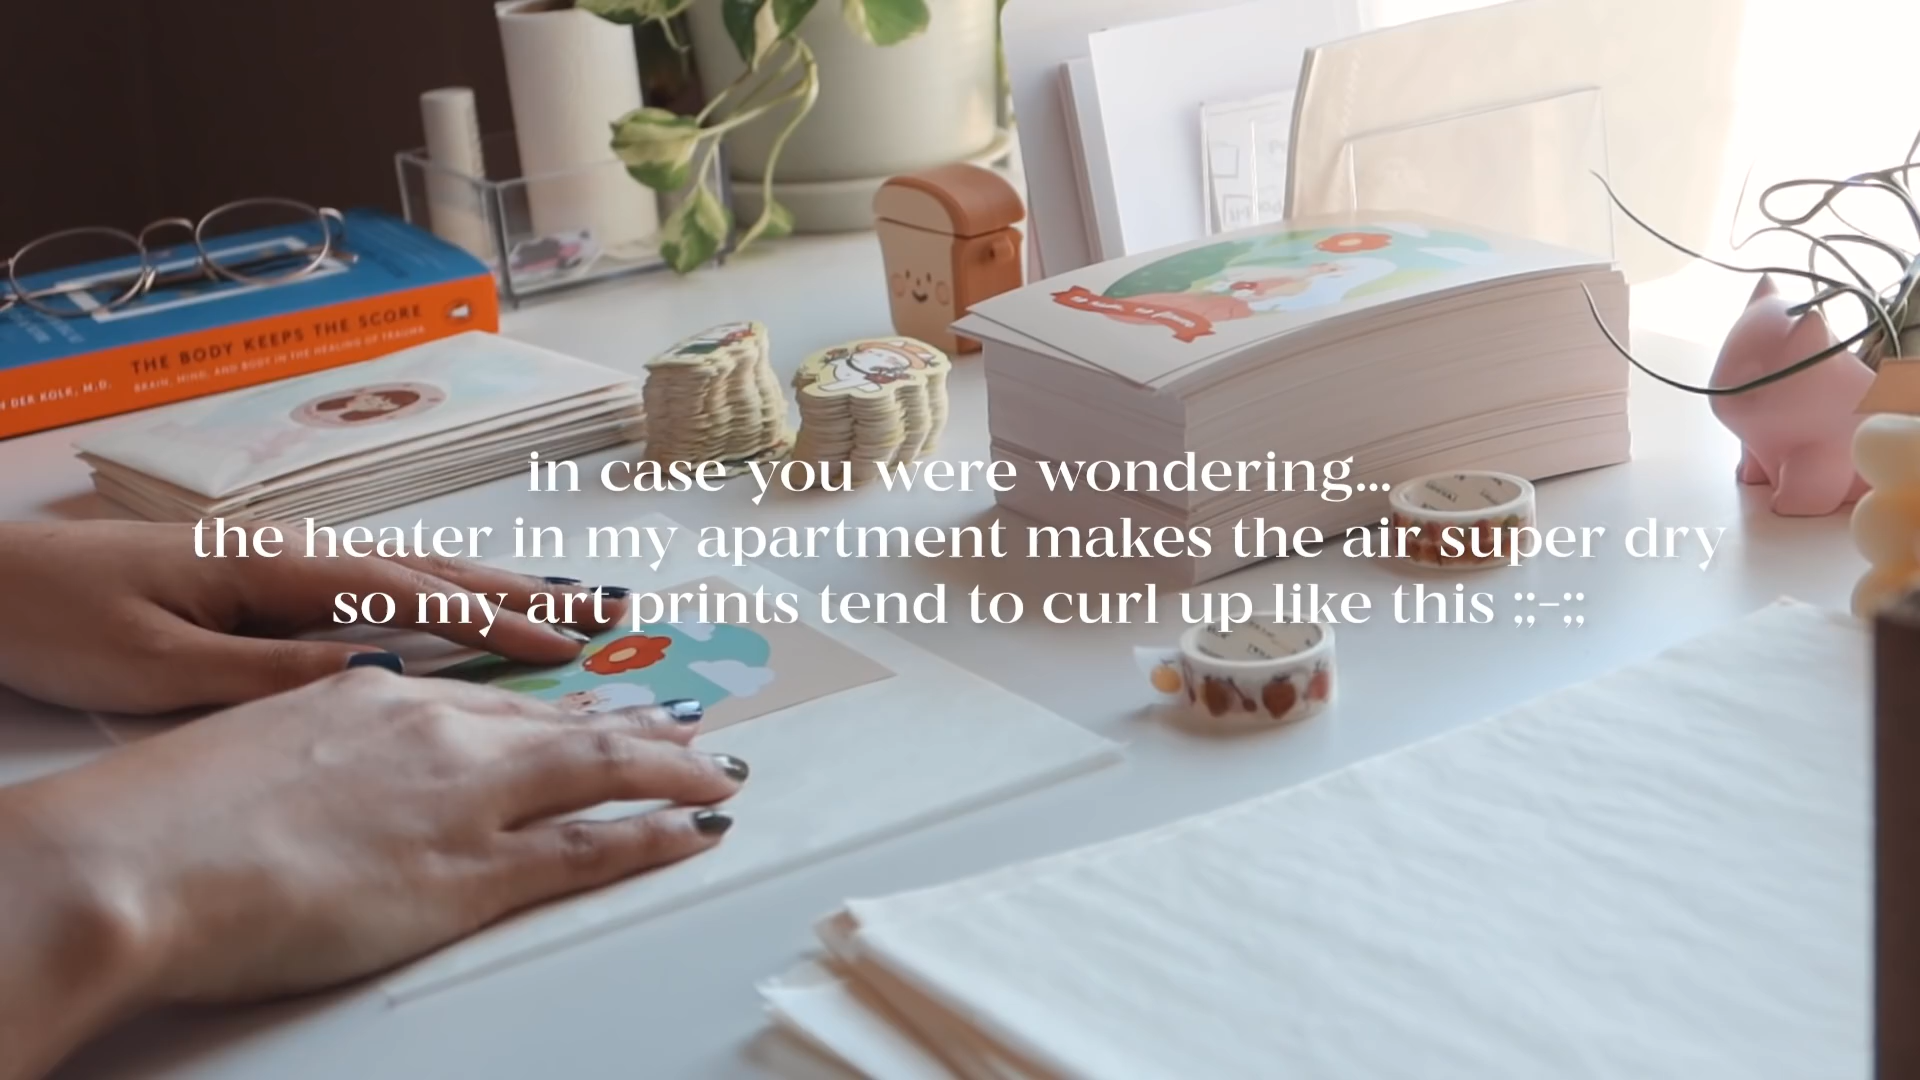 THE BODY KEEPS THE SCORE
BRAIN, MIND, AND BODY IN THE HEALING OF TRAUMA
DER KOLK, M.D.
in case you were wondering...
the heater in my apartment makes the air super dry
so my art prints tend to curl up like this ;;-;;